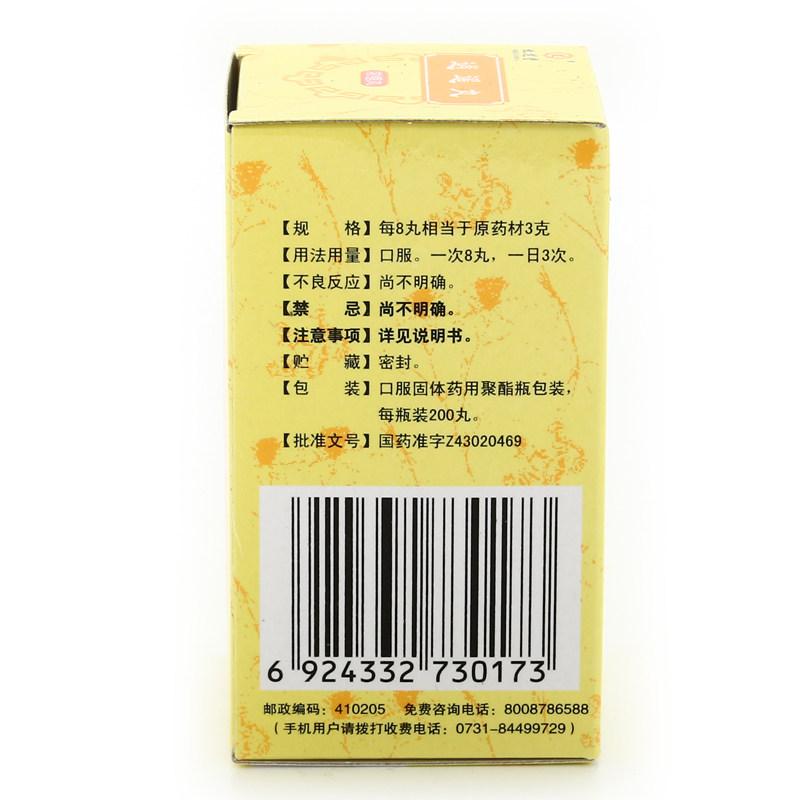 【规　格】每8丸相当于原药材3克
【用法用量】口服。一次8丸，一日3次。
【不良反应】尚不明确。
【禁　忌】尚不明确。
【注意事项】详见说明书。
【贮　藏】密封。
【包　装】口服固体药用聚酯瓶包装，
每瓶装200丸。
【批准文号】国药准字Z43020469
6 924332 730173
邮政编码：410205　免费咨询电话：8008786588
（手机用户请拨打收费电话：0731-84499729）